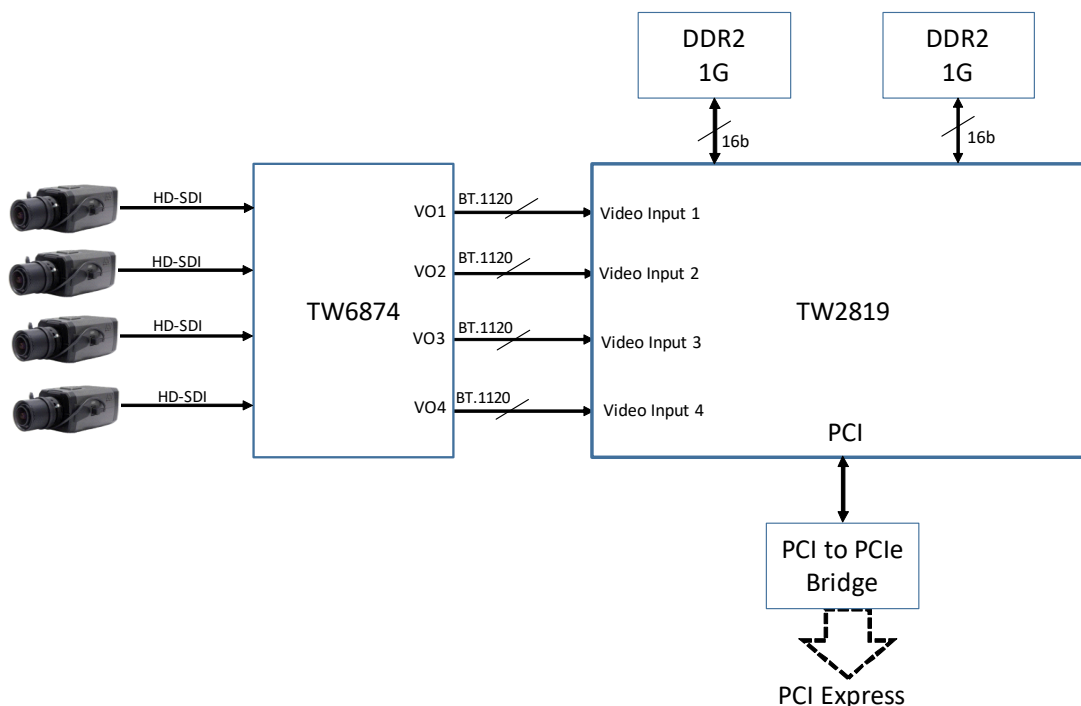 DDR2
1G
DDR2
1G
16b
16b
HD-SDI
HD-SDI
HD-SDI
HD-SDI
TW6874
VO1
VO2
VO3
VO4
BT.1120
BT.1120
BT.1120
BT.1120
Video Input 1
Video Input 2
Video Input 3
Video Input 4
TW2819
PCI
PCI to PCIe
Bridge
PCI Express